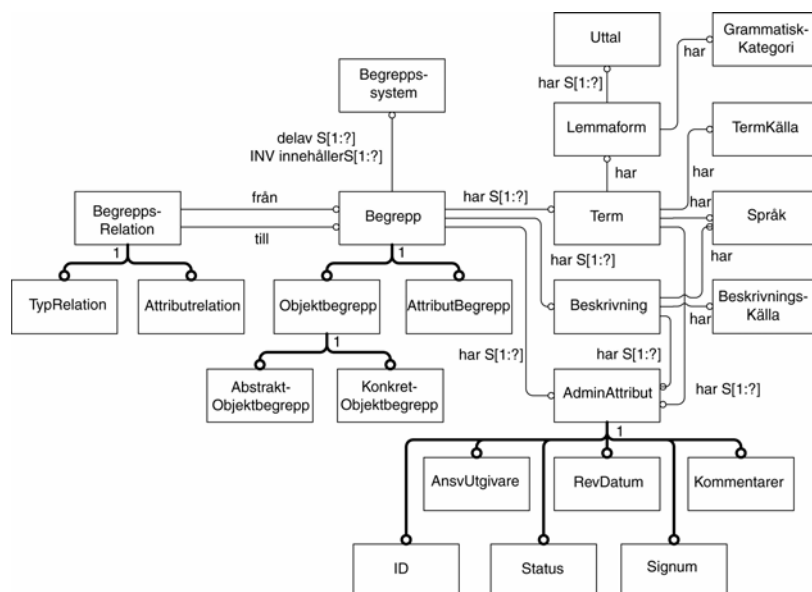 Uttal
Grammatisk-
Kategori
har
Begrepps-
system
har S[1:?]
Lemmaform
TermKälla
delav S[1:?]
INV innehållerS[1:?]
har
har
Begrepps-
Relation
från
till
Begrepp
har S[1:?]
Term
har
Språk
har
1
1
har S[1:?]
TypRelation
Attributrelation
Objektbegrepp
AttributBegrepp
Beskrivning
har
Beskrivnings-
Källa
1
har S[1:?]
har S[1:?]
Abstrakt-
Objektbegrepp
Konkret-
Objektbegrepp
AdminAttribut
har S[1:?]
1
AnsvUtgivare
RevDatum
Kommentarer
ID
Status
Signum